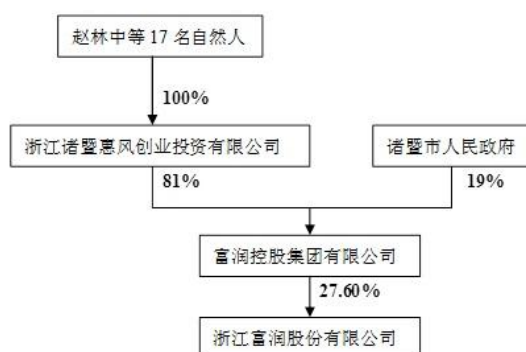 赵林中等17名自然人
100%
浙江诸暨惠风创业投资有限公司
诸暨市人民政府
81%
19%
富润控股集团有限公司
27.60%
浙江富润股份有限公司